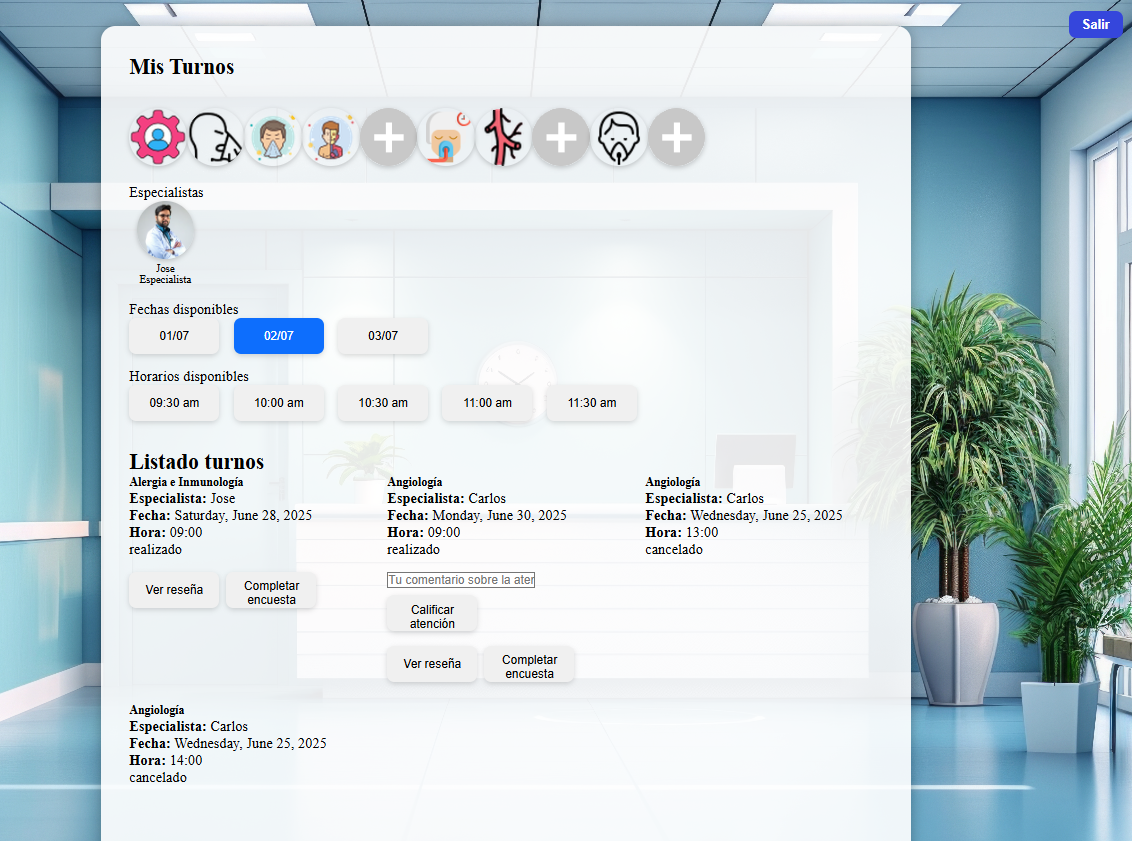 Salir
Mis Turnos
Especialistas
Jose
Especialista
Fechas disponibles
01/07
02/07
03/07
Horarios disponibles
09:30 am
10:00 am
10:30 am
11:00 am
11:30 am
Listado turnos
Alergia e Inmunología
Especialista: Jose
Fecha: Saturday, June 28, 2025
Hora: 09:00
realizado
Ver reseña
Completar
encuesta
Angiología
Especialista: Carlos
Fecha: Monday, June 30, 2025
Hora: 09:00
realizado
Tu comentario sobre la aten
Calificar
atención
Ver reseña
Completar
encuesta
Angiología
Especialista: Carlos
Fecha: Wednesday, June 25, 2025
Hora: 13:00
cancelado
Angiología
Especialista: Carlos
Fecha: Wednesday, June 25, 2025
Hora: 14:00
cancelado